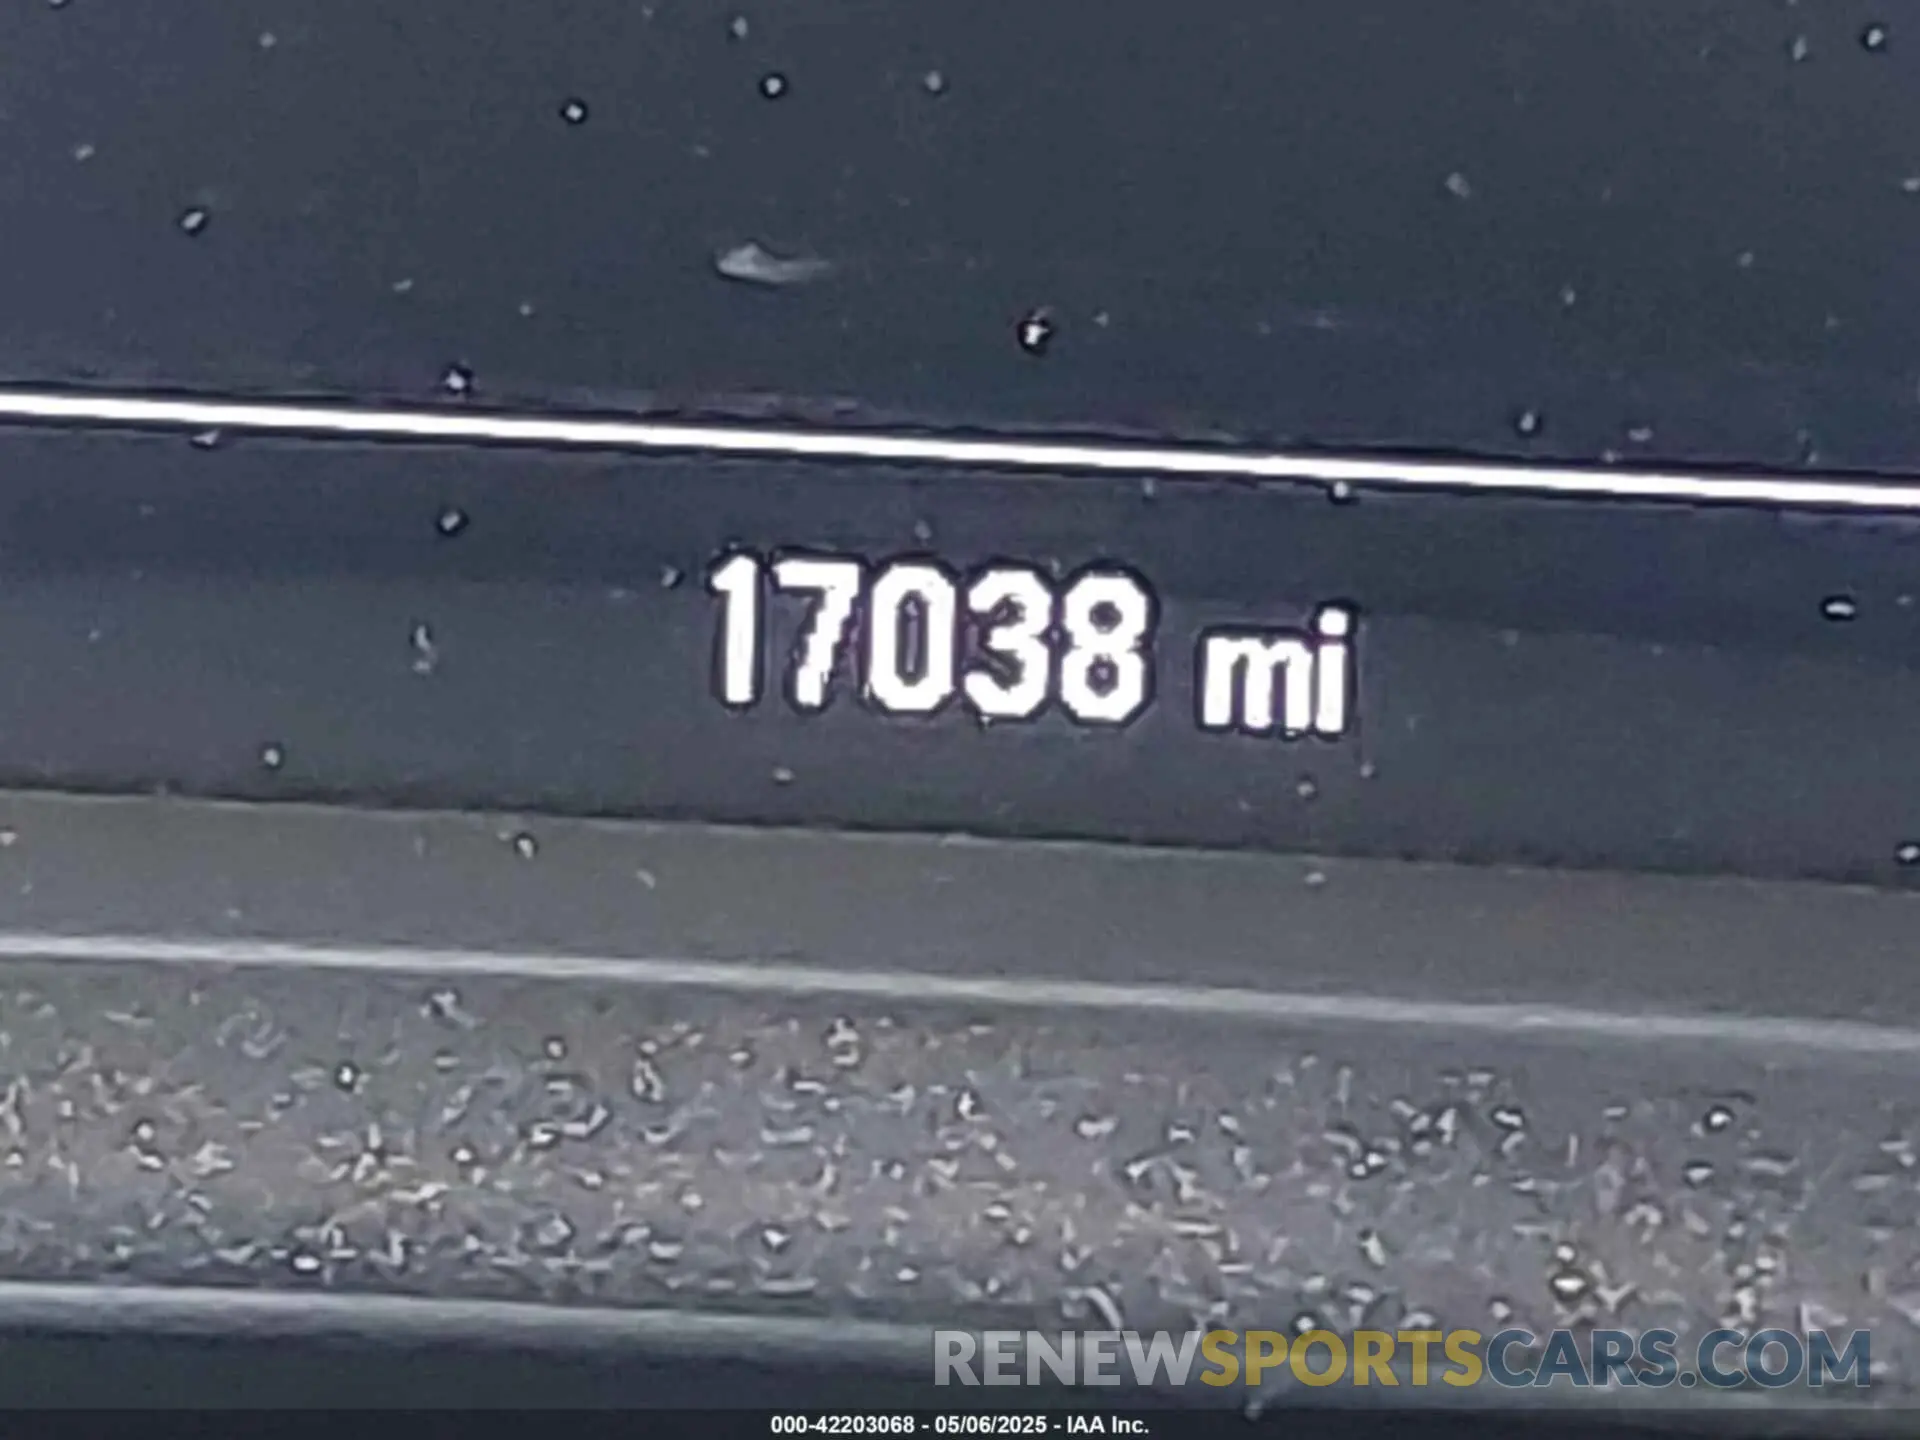 17038 mi
RENEWSPORTSCARS.COM
000-42203068 - 05/06/2025 - IAA Inc.